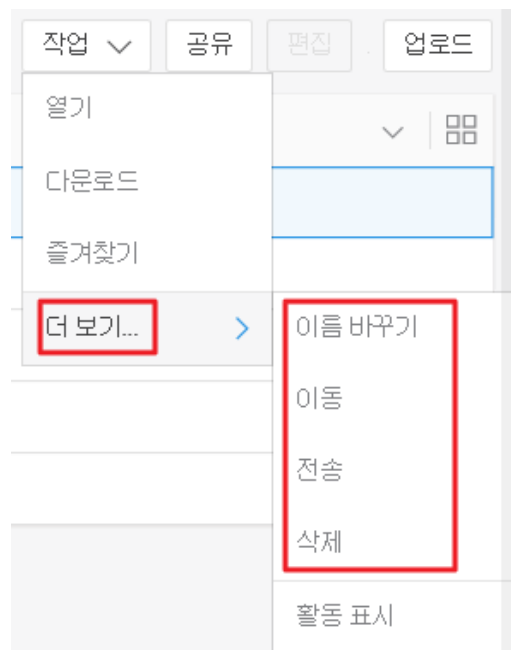 작업
공유
편집
업로드
열기
다운로드
즐겨찾기
더 보기...
이름 바꾸기
이동
전송
삭제
활동 표시